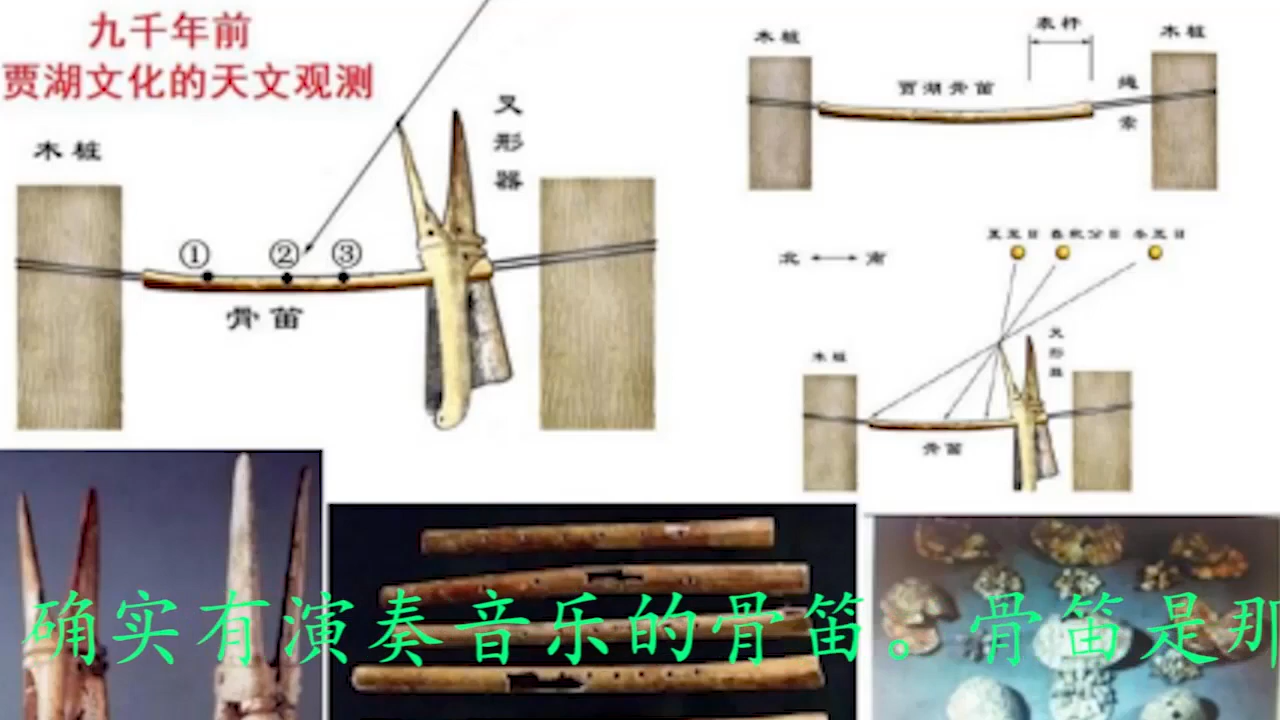 九千年前
贾湖文化的天文观测
木桩
叉形器
①
②
③
骨笛
木桩
表杆
木桩
贾湖骨笛
绳索
夏至日
春秋分日
冬至日
北
南
木桩
叉形器
骨笛
确实有演奏音乐的骨笛。骨笛是那